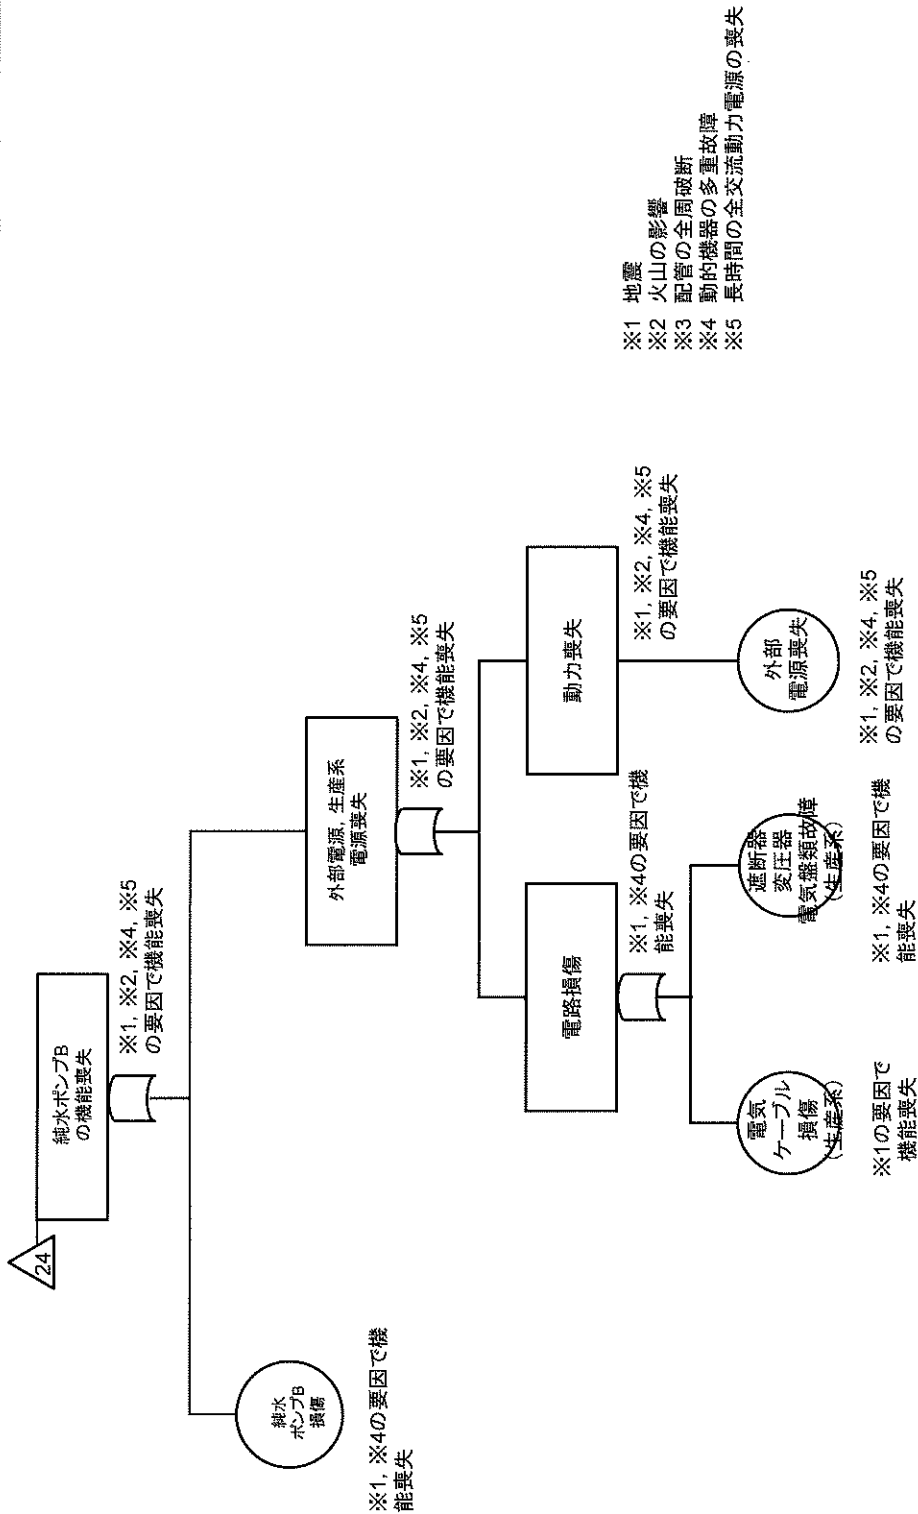 24
純水ポンプB
の機能喪失
※1, ※2, ※4, ※5
の要因で機能喪失
純水
ポンプB
損傷
※1, ※4の要因で機
能喪失
外部電源, 生産系
電源喪失
※1, ※2, ※4, ※5
の要因で機能喪失
電路損傷
※1, ※4の要因で機
能喪失
動力喪失
※1, ※2, ※4, ※5
の要因で機能喪失
電気
ケーブル
損傷
(生産系)
※1の要因で
機能喪失
遮断器
変圧器
電気盤類故障
(生産系)
※1, ※4の要因で機
能喪失
外部
電源喪失
※1, ※2, ※4, ※5
の要因で機能喪失
※1 地震
※2 火山の影響
※3 配管の全周破断
※4 動的機器の多重故障
※5 長時間の全交流動力電源の喪失